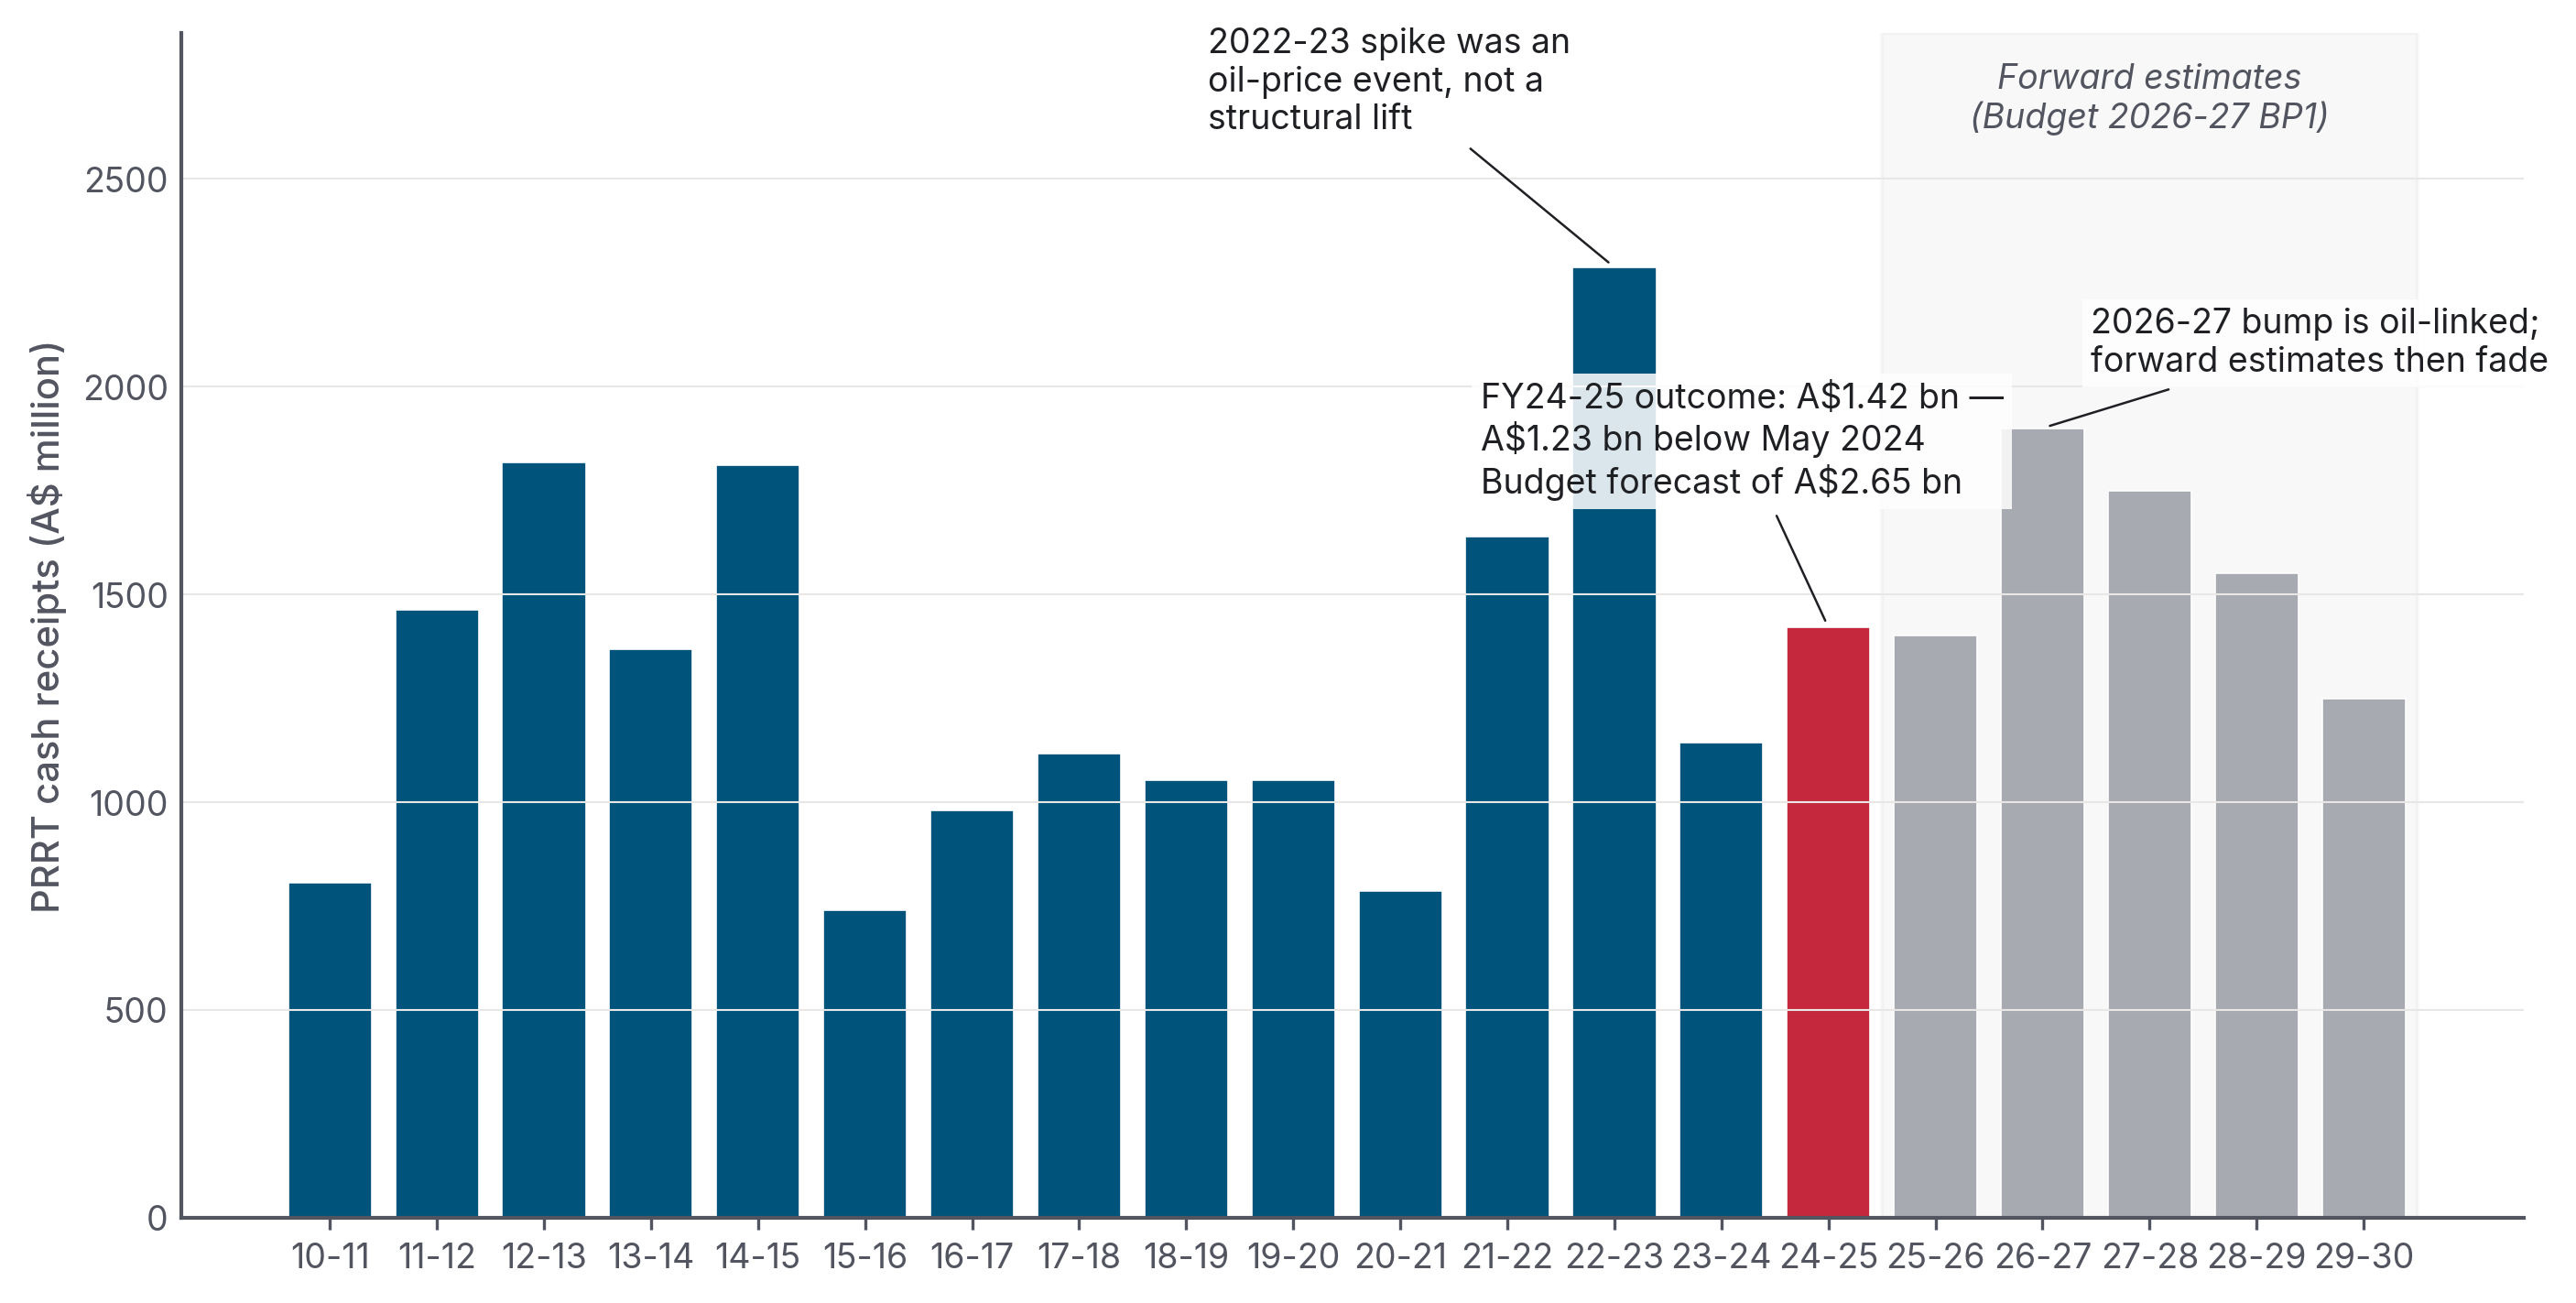 2022-23 spike was an
oil-price event, not a
structural lift
Forward estimates
(Budget 2026-27 BP1)
2026-27 bump is oil-linked;
forward estimates then fade
FY24-25 outcome: A$1.42 bn —
A$1.23 bn below May 2024
Budget forecast of A$2.65 bn
PRRT cash receipts (A$ million)
2500
2000
1500
1000
500
0
10-11 11-12 12-13 13-14 14-15 15-16 16-17 17-18 18-19 19-20 20-21 21-22 22-23 23-24 24-25 25-26 26-27 27-28 28-29 29-30